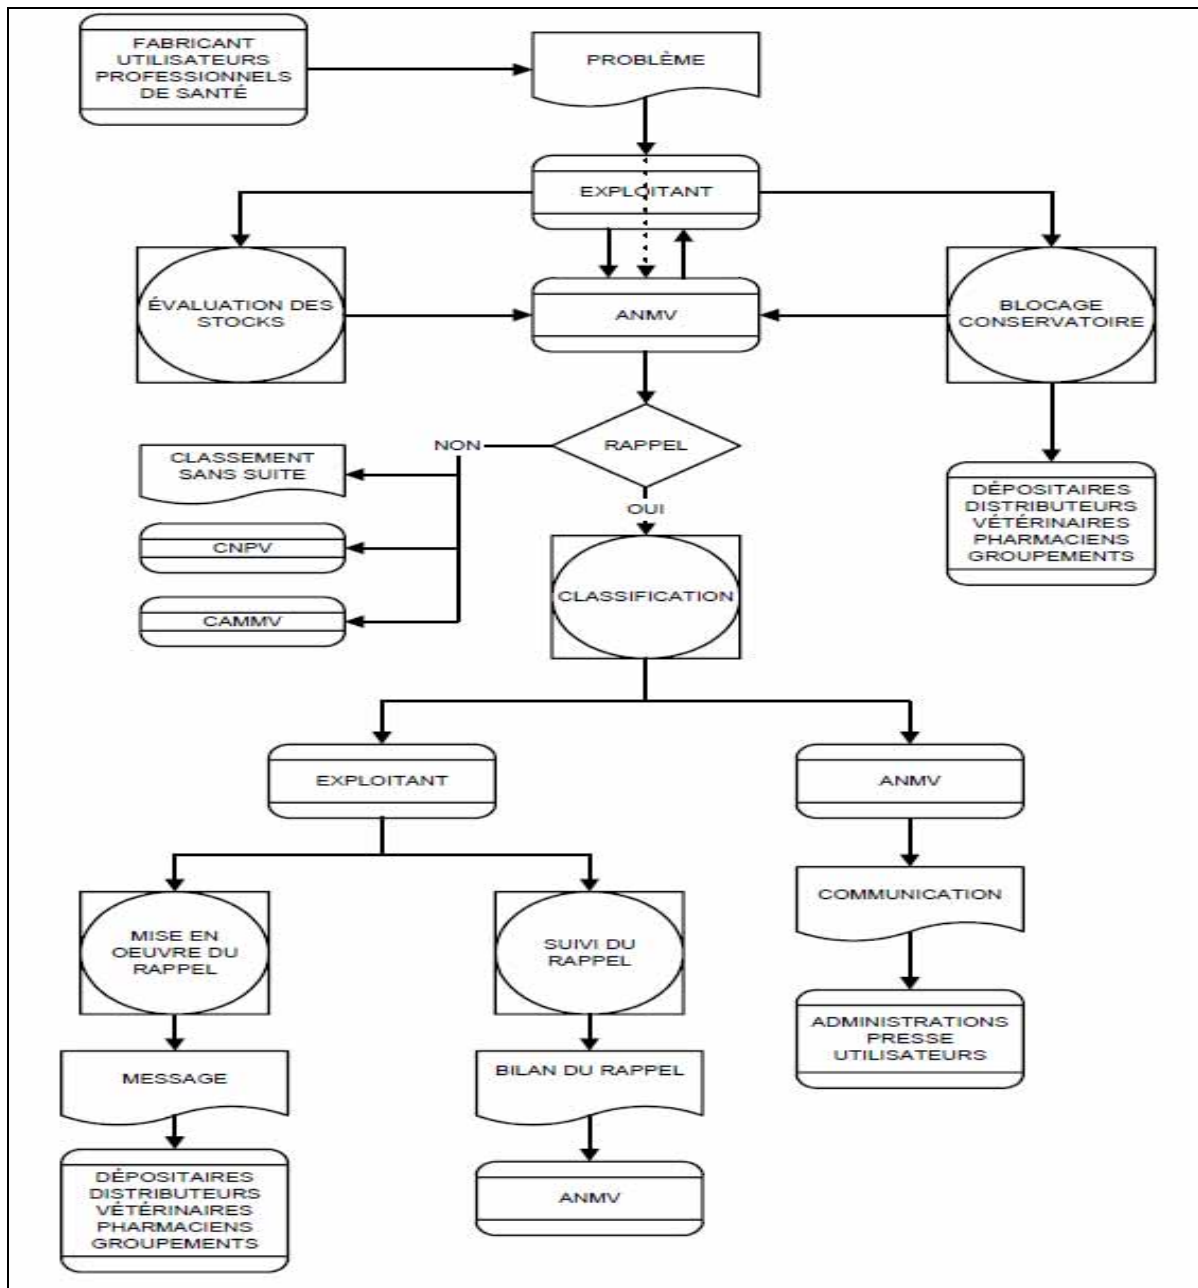 FABRICANT
UTILISATEURS
PROFESSIONNELS
DE SANTÉ
PROBLÈME
EXPLOITANT
ÉVALUATION DES
STOCKS
ANMV
BLOCAGE
CONSERVATOIRE
RAPPEL
NON
OUI
CLASSEMENT
SANS SUITE
CNPV
CAMMV
DÉPOSITAIRES
DISTRIBUTEURS
VÉTÉRINAIRES
PHARMACIENS
GROUPEMENTS
CLASSIFICATION
EXPLOITANT
ANMV
MISE EN
OEUVRE DU
RAPPEL
SUIVI DU
RAPPEL
COMMUNICATION
MESSAGE
BILAN DU RAPPEL
ADMINISTRATIONS
PRESSE
UTILISATEURS
DÉPOSITAIRES
DISTRIBUTEURS
VÉTÉRINAIRES
PHARMACIENS
GROUPEMENTS
ANMV